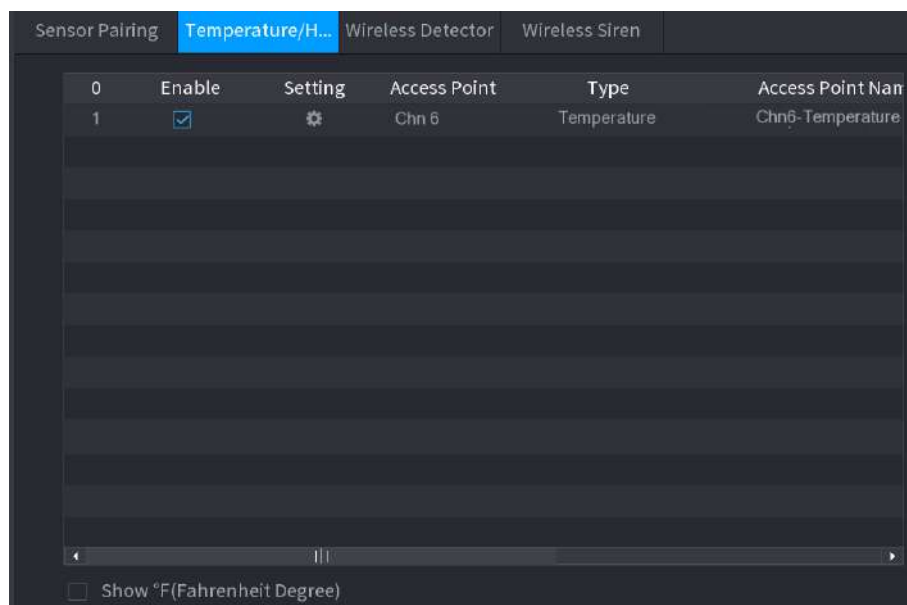 Sensor Pairing Temperature/H... Wireless Detector Wireless Siren
0 Enable Setting Access Point Type Access Point Nam
1 Chn 6 Temperature Chn6-Temperature
Show °F(Fahrenheit Degree)